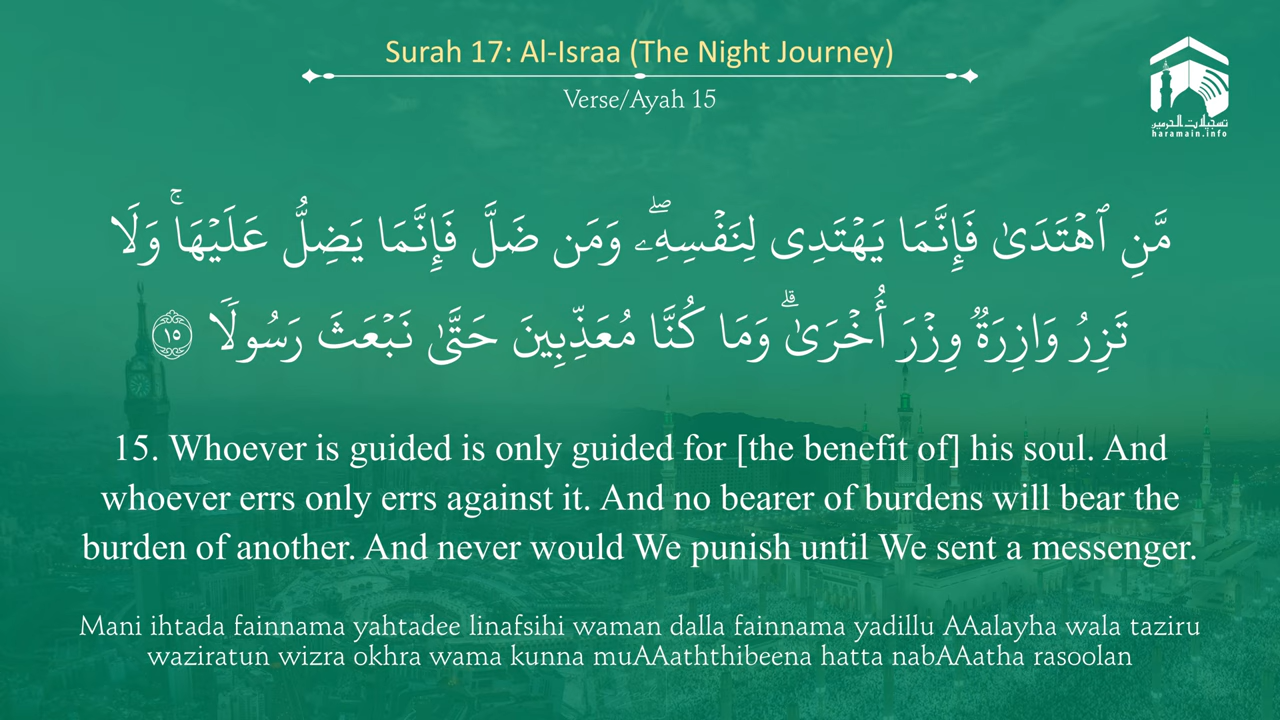 Surah 17: Al-Israa (The Night Journey)
Verse/Ayah 15
تسجيلات الحرمين
haramain.info
مَّنِ ٱهۡتَدَىٰ فَإِنَّمَا يَهۡتَدِى لِنَفۡسِهِۦۖ وَمَن ضَلَّ فَإِنَّمَا يَضِلُّ عَلَيۡهَاۚ وَلَا
تَزِرُ وَازِرَةٌ وِزۡرَ أُخۡرَىٰۗ وَمَا كُنَّا مُعَذِّبِينَ حَتَّىٰ نَبۡعَثَ رَسُولًا ١٥
15. Whoever is guided is only guided for [the benefit of] his soul. And
whoever errs only errs against it. And no bearer of burdens will bear the
burden of another. And never would We punish until We sent a messenger.
Mani ihtada fainnama yahtadee linafsihi waman dalla fainnama yadillu AAalayha wala taziru
waziratun wizra okhra wama kunna muAAaththibeena hatta nabAAatha rasoolan